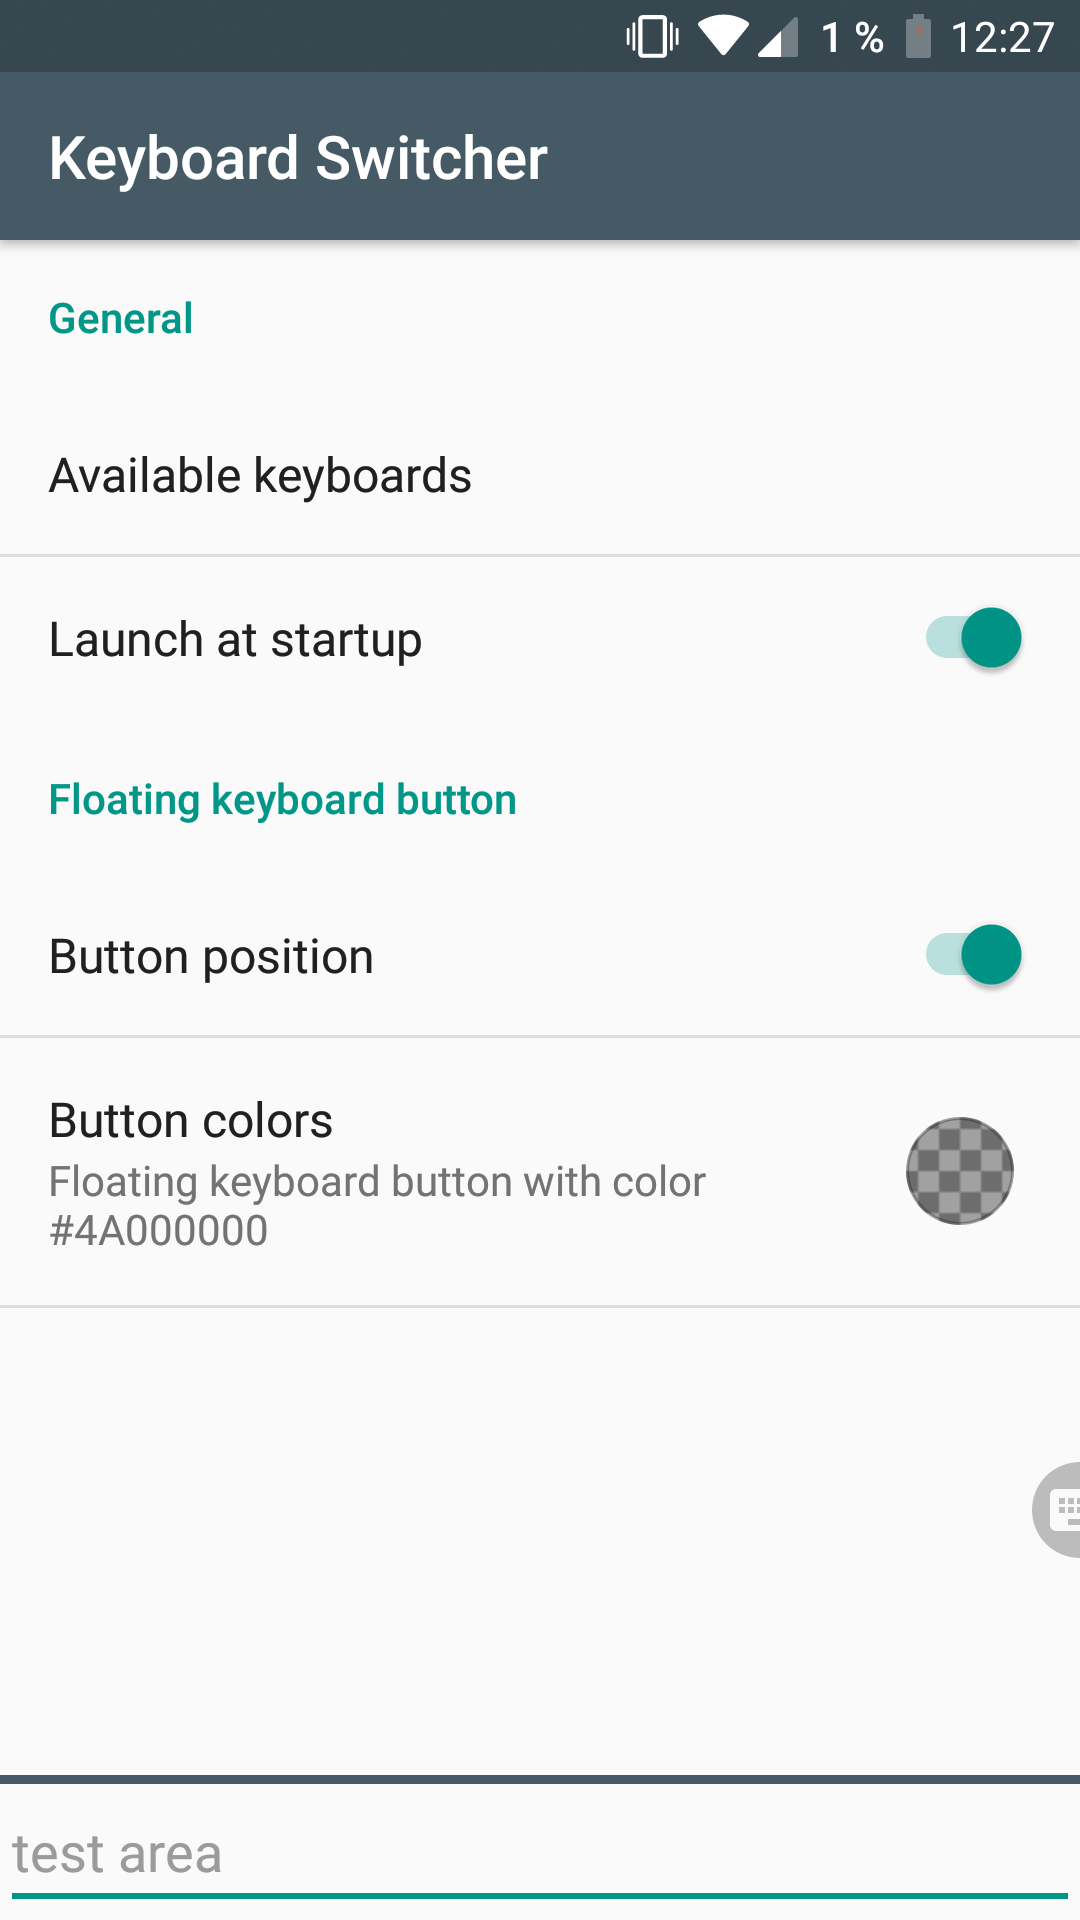 1 % 12:27
Keyboard Switcher
General
Available keyboards
Launch at startup
Floating keyboard button
Button position
Button colors
Floating keyboard button with color
#4A000000
test area